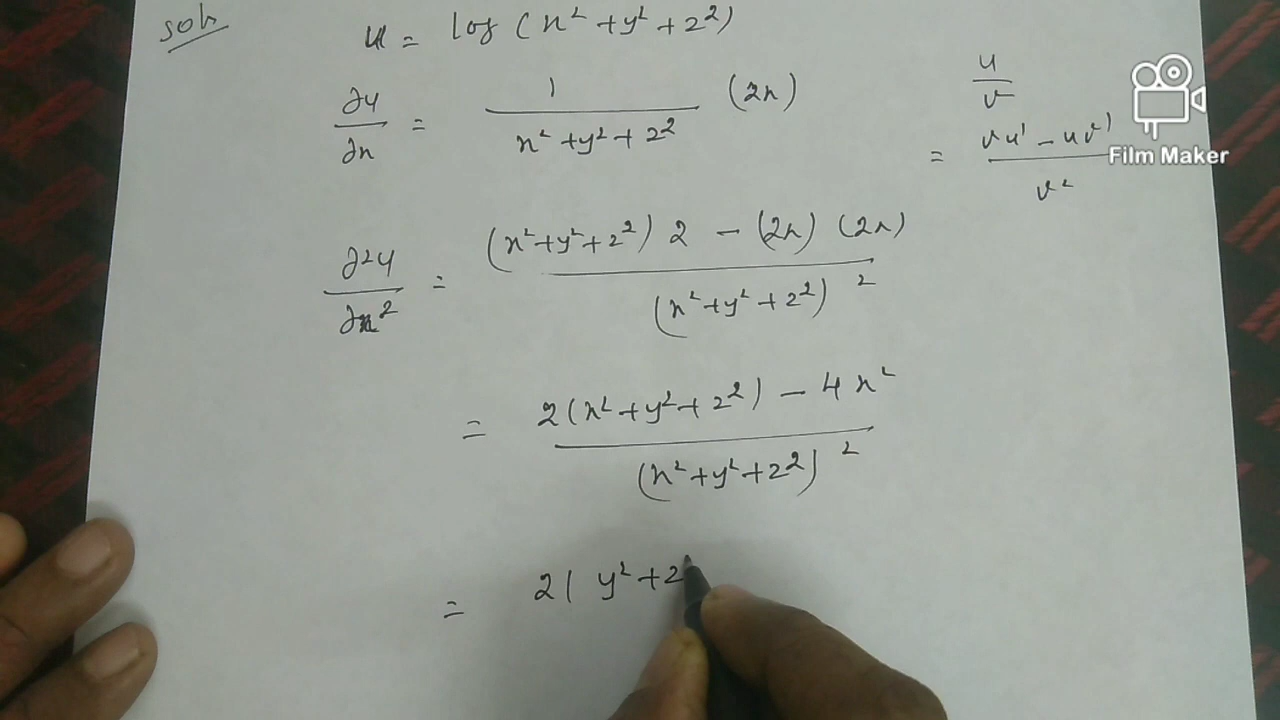 soln
u = log (x² + y² + z²)
∂u/∂x = 1/(x² + y² + z²) (2x)
u/v
= (vu' - uv')/v²
Film Maker
∂²u/∂x² = ((x² + y² + z²) 2 - (2x) (2x))/(x² + y² + z²)²
= (2(x² + y² + z²) - 4x²)/(x² + y² + z²)²
= 2( y² + z